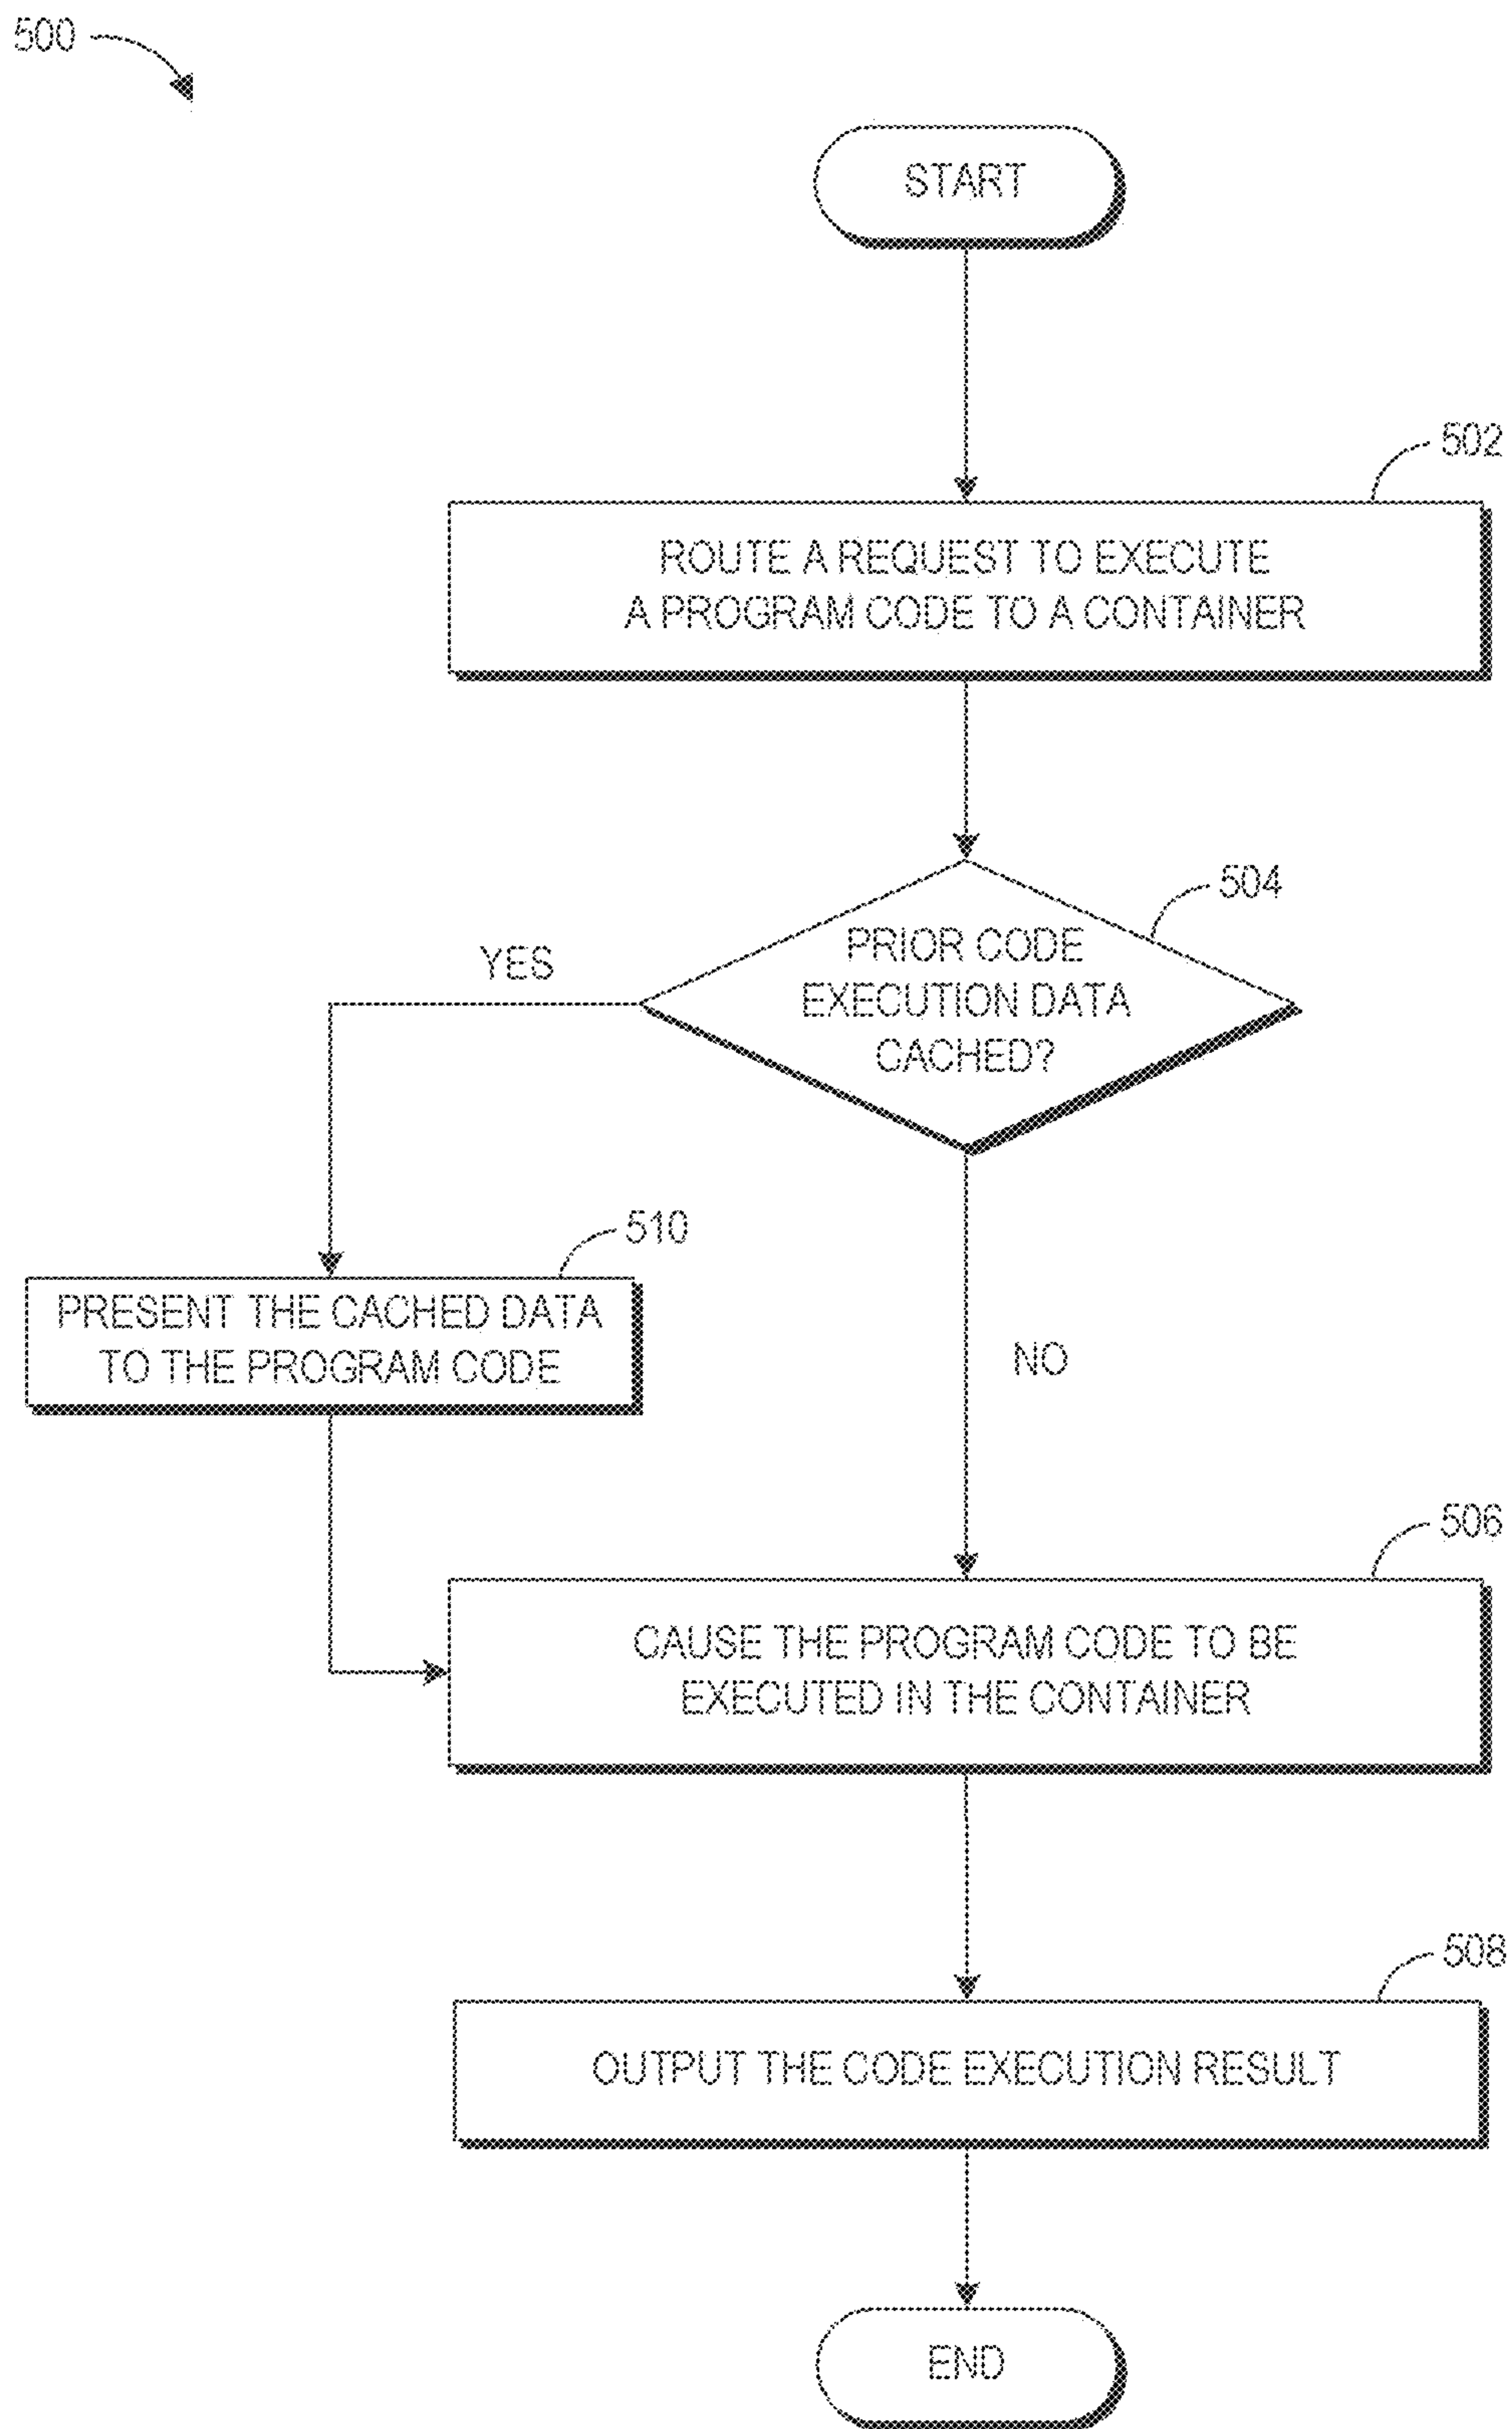 500
START
502
ROUTE A REQUEST TO EXECUTE
A PROGRAM CODE TO A CONTAINER
504
PRIOR CODE
EXECUTION DATA
CACHED?
YES
510
PRESENT THE CACHED DATA
TO THE PROGRAM CODE
NO
506
CAUSE THE PROGRAM CODE TO BE
EXECUTED IN THE CONTAINER
508
OUTPUT THE CODE EXECUTION RESULT
END